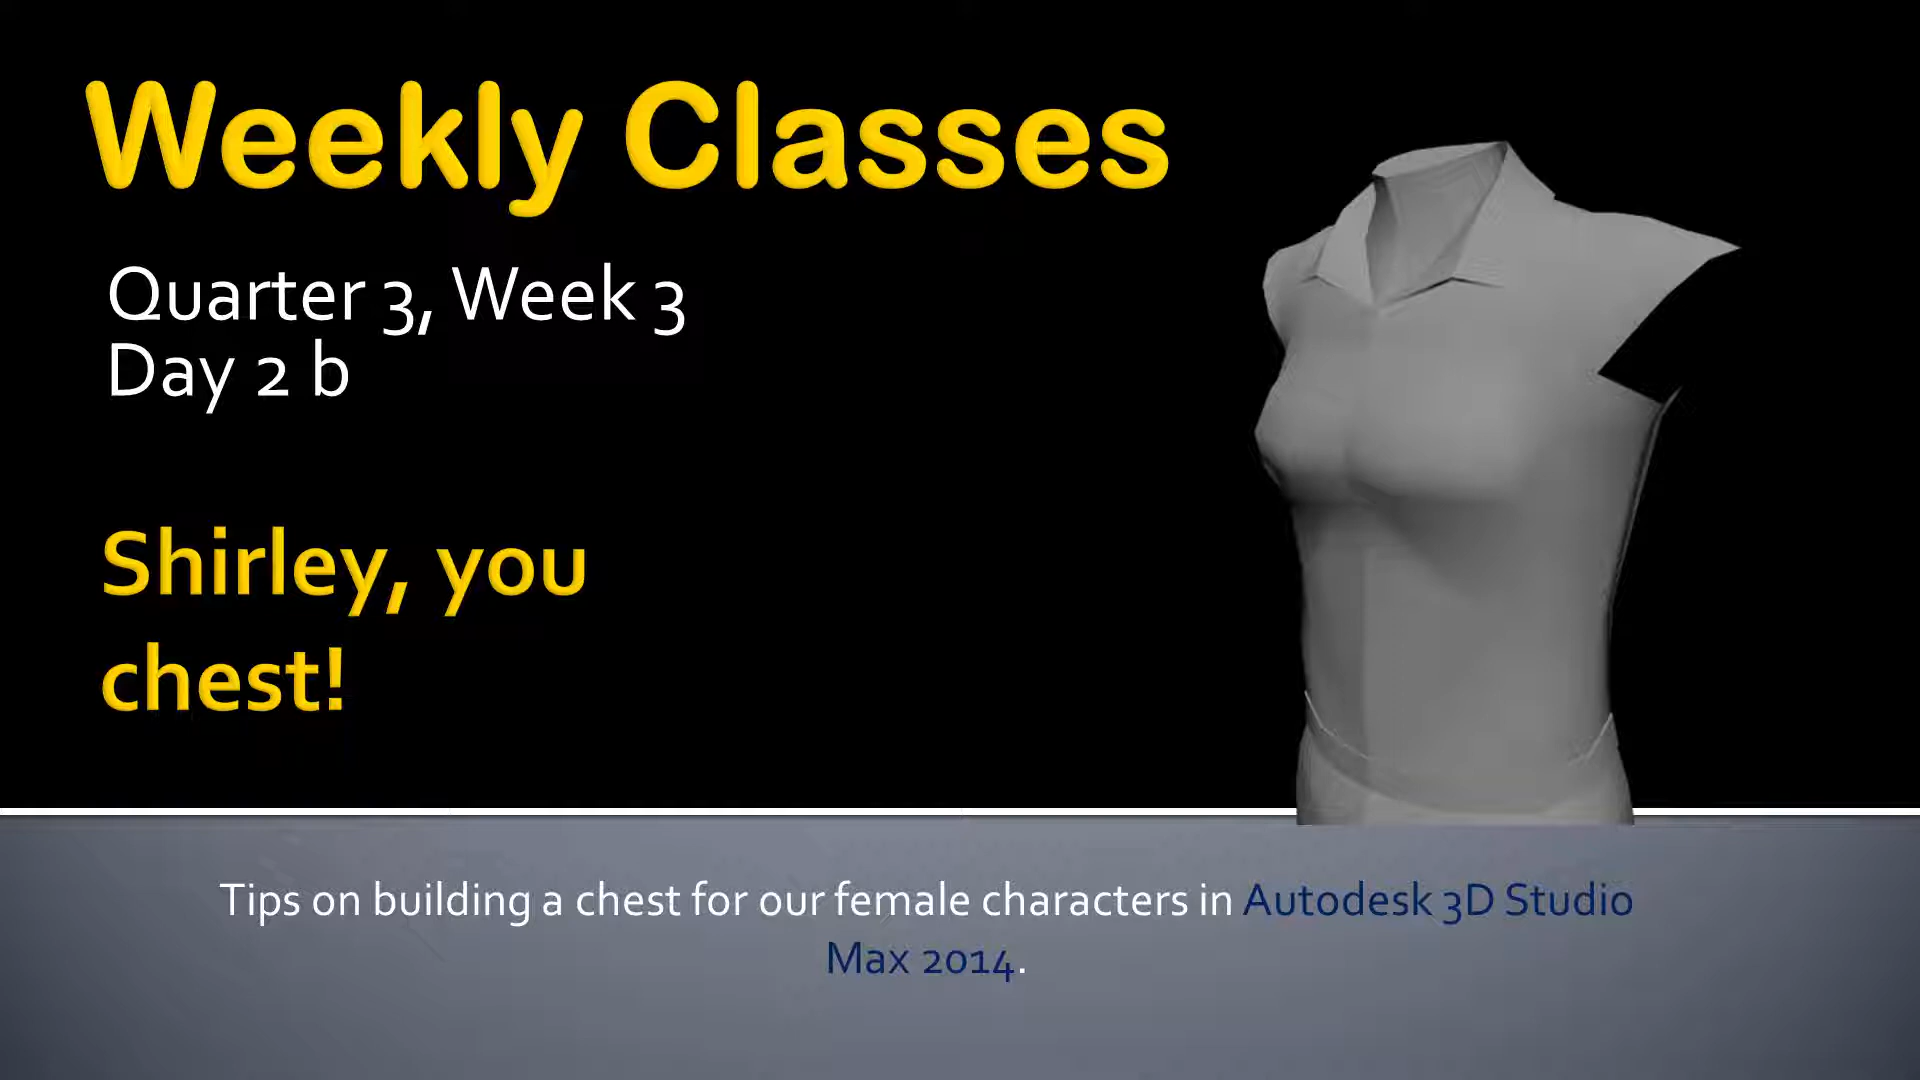 Weekly Classes
Quarter 3, Week 3
Day 2 b
Shirley, you
chest!
Tips on building a chest for our female characters in Autodesk 3D Studio
Max 2014.